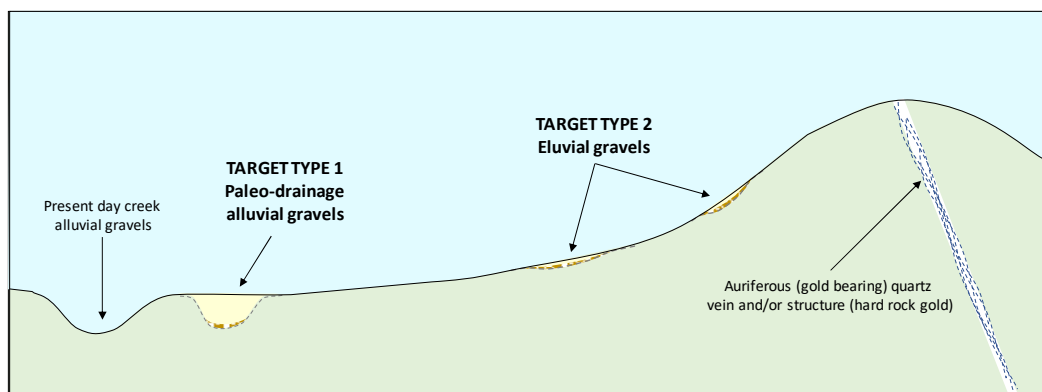 TARGET TYPE 2
Eluvial gravels
TARGET TYPE 1
Paleo-drainage
alluvial gravels
Present day creek
alluvial gravels
Auriferous (gold bearing) quartz
vein and/or structure (hard rock gold)